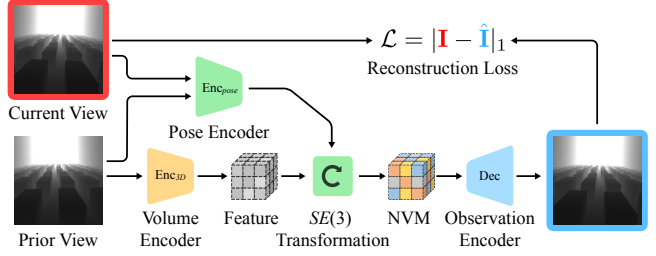 ℒ = |I − Î|₁
Reconstruction Loss
Current View
Enc_pose
Pose Encoder
Enc_3D
Dec
Volume
Encoder
Feature
SE(3)
Transformation
NVM
Observation
Encoder
Prior View